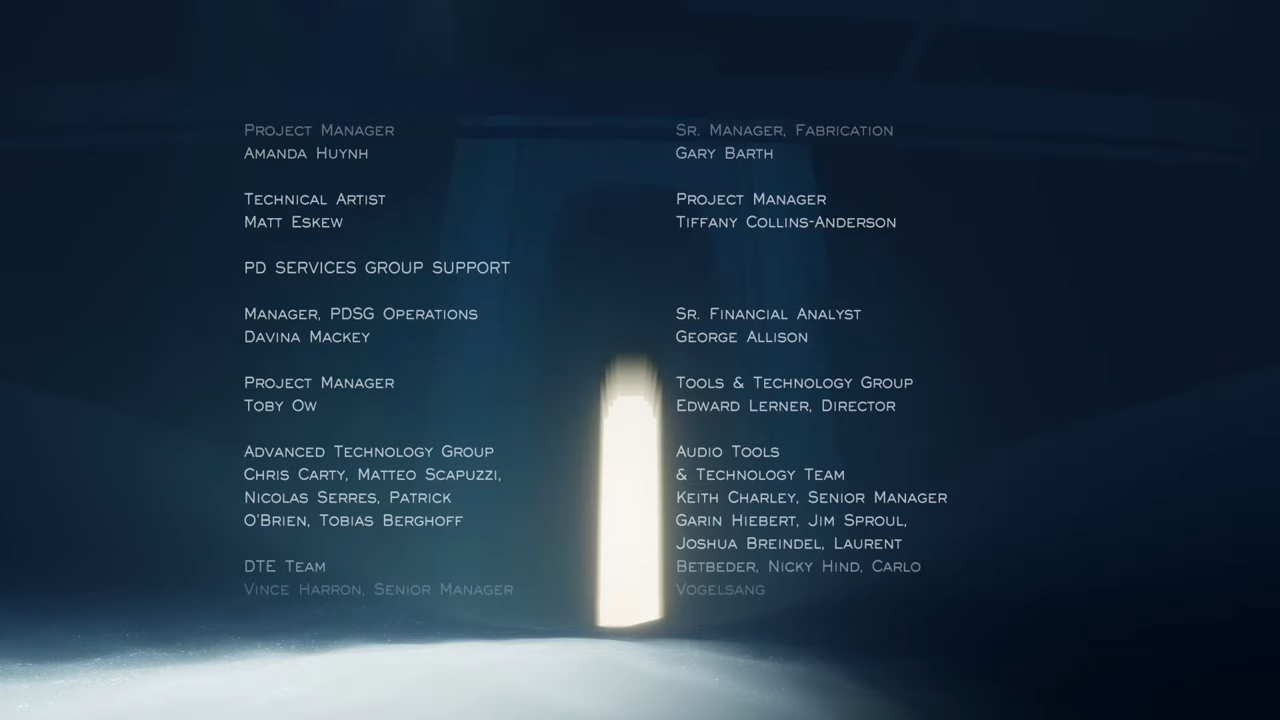 Project Manager
Amanda Huynh
Sr. Manager, Fabrication
Gary Barth
Technical Artist
Matt Eskew
Project Manager
Tiffany Collins-Anderson
PD SERVICES GROUP SUPPORT
Manager, PDSG Operations
Davina Mackey
Sr. Financial Analyst
George Allison
Project Manager
Toby Ow
Tools & Technology Group
Edward Lerner, Director
Advanced Technology Group
Chris Carty, Matteo Scapuzzi,
Nicolas Serres, Patrick
O'Brien, Tobias Berghoff
Audio Tools
& Technology Team
Keith Charley, Senior Manager
Garin Hiebert, Jim Sproul,
Joshua Breindel, Laurent
Betbeder, Nicky Hind, Carlo
Vogelsang
DTE Team
Vince Harron, Senior Manager